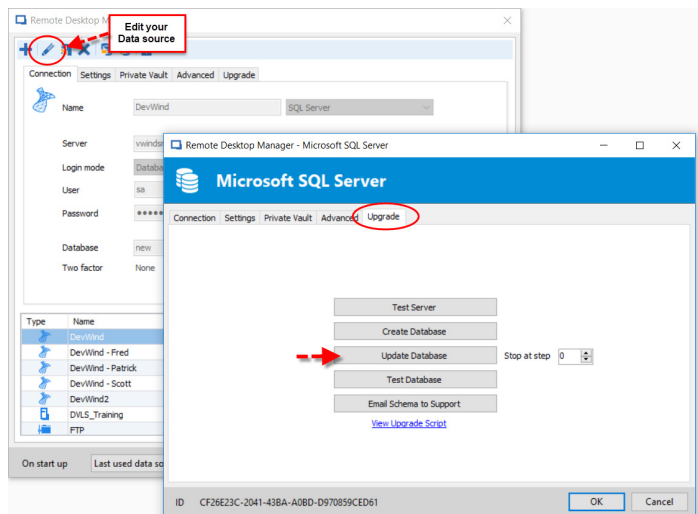 Remote Desktop M
Edit your
Data source
Connection Settings Private Vault Advanced Upgrade
Name DevWind SQL Server
Server vwindsr
Login mode Databa
User sa
Password
Database new
Two factor None
Type Name
DevWind
DevWind - Fred
DevWind - Patrick
DevWind - Scott
DevWind2
DVLS_Training
FTP
On start up Last used data so
Remote Desktop Manager - Microsoft SQL Server
Microsoft SQL Server
Connection Settings Private Vault Advanced Upgrade
Test Server
Create Database
Update Database Stop at step 0
Test Database
Email Schema to Support
View Upgrade Script
ID CF26E23C-2041-43BA-A0BD-D970859CED61 OK Cancel